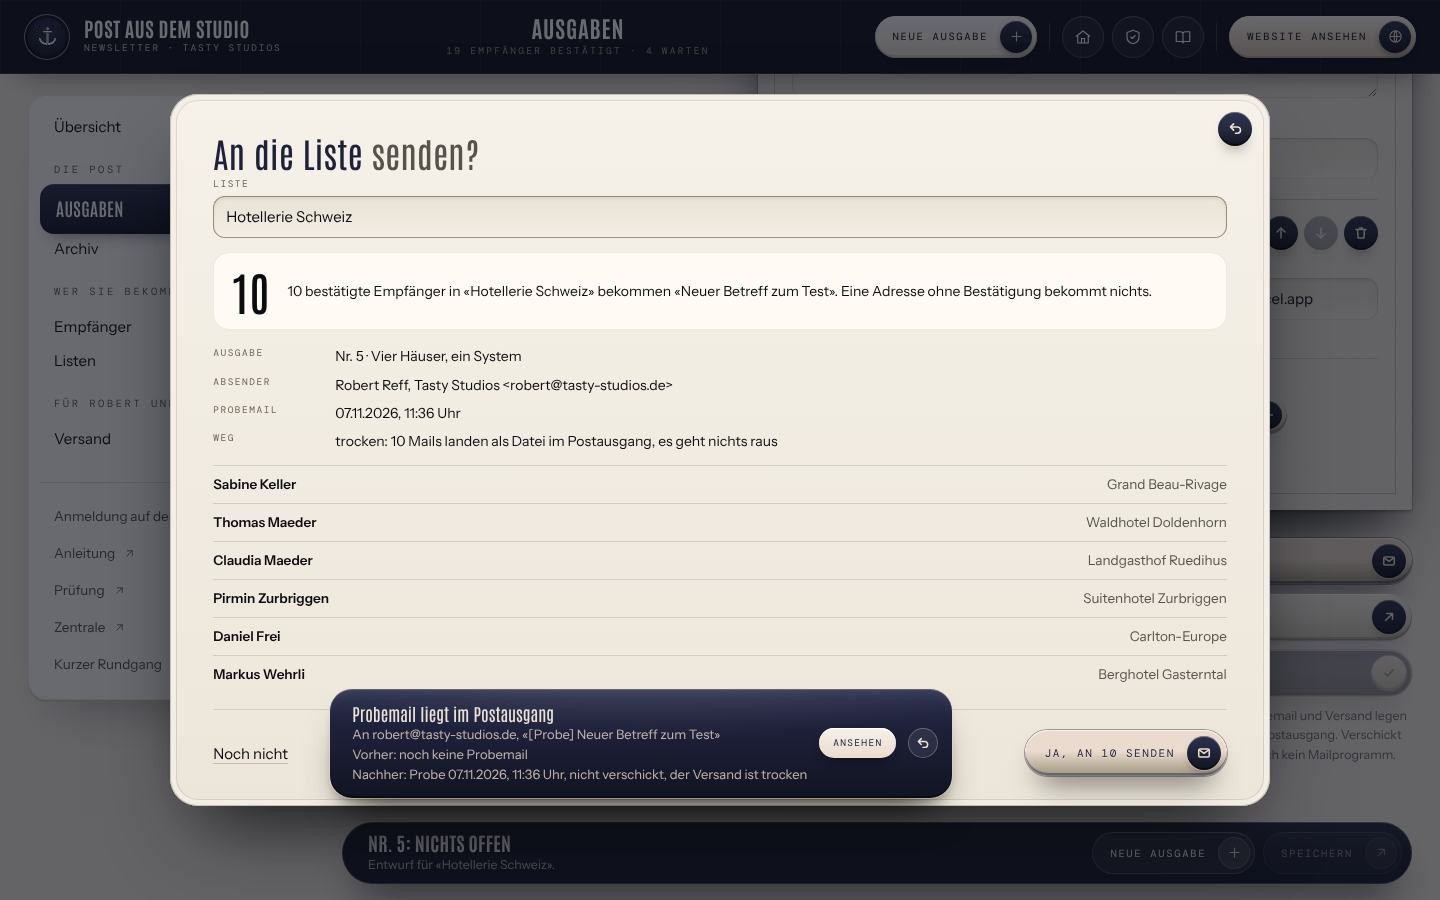 POST AUS DEM STUDIO
NEWSLETTER · TASTY STUDIOS
AUSGABEN
19 EMPFÄNGER BESTÄTIGT · 4 WARTEN
NEUE AUSGABE
WEBSITE ANSEHEN
Übersicht
DIE POST
AUSGABEN
Archiv
WER SIE BEKOM
Empfänger
Listen
FÜR ROBERT UN
Versand
Anmeldung auf de
Anleitung
Prüfung
Zentrale
Kurzer Rundgang
An die Liste senden?
LISTE
Hotellerie Schweiz
10
10 bestätigte Empfänger in «Hotellerie Schweiz» bekommen «Neuer Betreff zum Test». Eine Adresse ohne Bestätigung bekommt nichts.
AUSGABE Nr. 5 · Vier Häuser, ein System
ABSENDER Robert Reff, Tasty Studios <robert@tasty-studios.de>
PROBEMAIL 07.11.2026, 11:36 Uhr
WEG trocken: 10 Mails landen als Datei im Postausgang, es geht nichts raus
Sabine Keller Grand Beau-Rivage
Thomas Maeder Waldhotel Doldenhorn
Claudia Maeder Landgasthof Ruedihus
Pirmin Zurbriggen Suitenhotel Zurbriggen
Daniel Frei Carlton-Europe
Markus Wehrli Berghotel Gasterntal
Noch nicht
Probemail liegt im Postausgang
An robert@tasty-studios.de, «[Probe] Neuer Betreff zum Test»
Vorher: noch keine Probemail
Nachher: Probe 07.11.2026, 11:36 Uhr, nicht verschickt, der Versand ist trocken
ANSEHEN
JA, AN 10 SENDEN
cel.app
email und Versand legen
ostausgang. Verschickt
ch kein Mailprogramm.
NR. 5: NICHTS OFFEN
Entwurf für «Hotellerie Schweiz».
NEUE AUSGABE
SPEICHERN